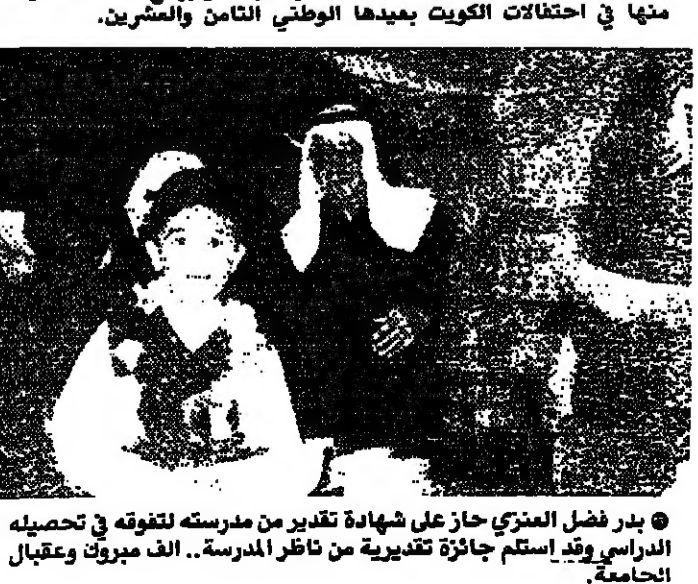 منها في احتفالات الكويت بعيدها الوطني الثامن والعشرين.
● بدر فضل العنزي حاز على شهادة تقدير من مدرسته لتفوقه في تحصيله
الدراسي وقد إستلم جائزة تقديرية من ناظر المدرسة.. الف مبروك وعقبال
الجامعة.